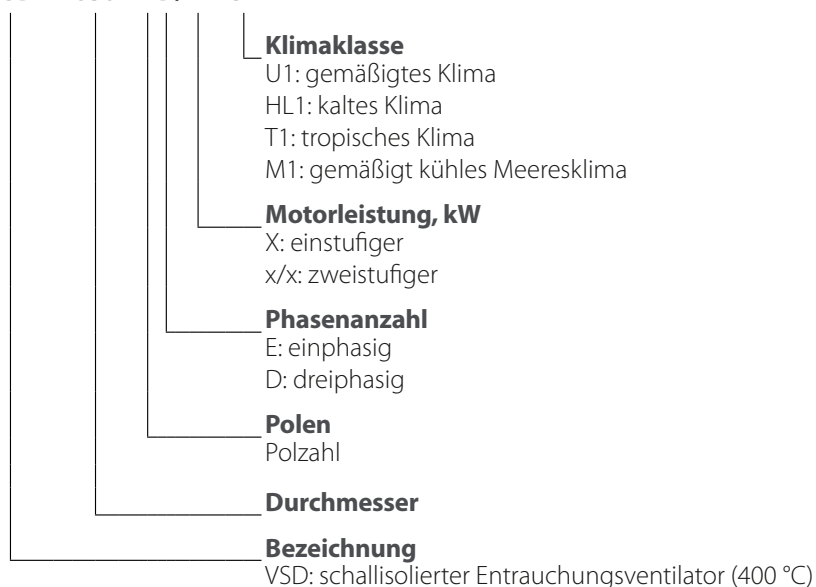 Klimaklasse
U1: gemäßigtes Klima
HL1: kaltes Klima
T1: tropisches Klima
M1: gemäßigt kühles Meeresklima
Motorleistung, kW
X: einstufiger
x/x: zweistufiger
Phasenanzahl
E: einphasig
D: dreiphasig
Polen
Polzahl
Durchmesser
Bezeichnung
VSD: schallisolierter Entrauchungsventilator (400 °C)